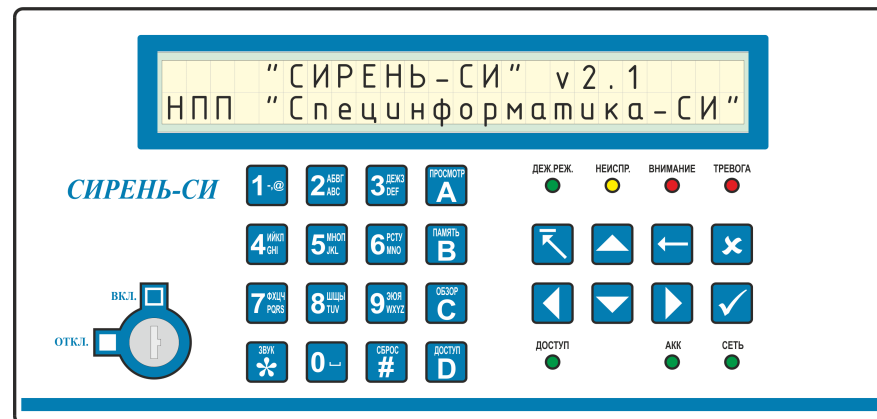 "СИРЕНЬ-СИ" v2.1
НПП "Специнформатика-СИ"
СИРЕНЬ-СИ
1 -,@
2 АБВГ ABC
3 ДЕЖЗ DEF
ПРОСМОТР A
ДЕЖ.РЕЖ. НЕИСПР. ВНИМАНИЕ ТРЕВОГА
4 ИЙКЛ GHI
5 МНОП JKL
6 РСТУ MNO
ПАМЯТЬ B
7 ФХЦЧ PQRS
8 ШЩЫ TUV
9 ЭЮЯ WXYZ
ОБЗОР C
ВКЛ.
ОТКЛ.
ЗВУК *
0
СБРОС #
ДОСТУП D
ДОСТУП АКК СЕТЬ